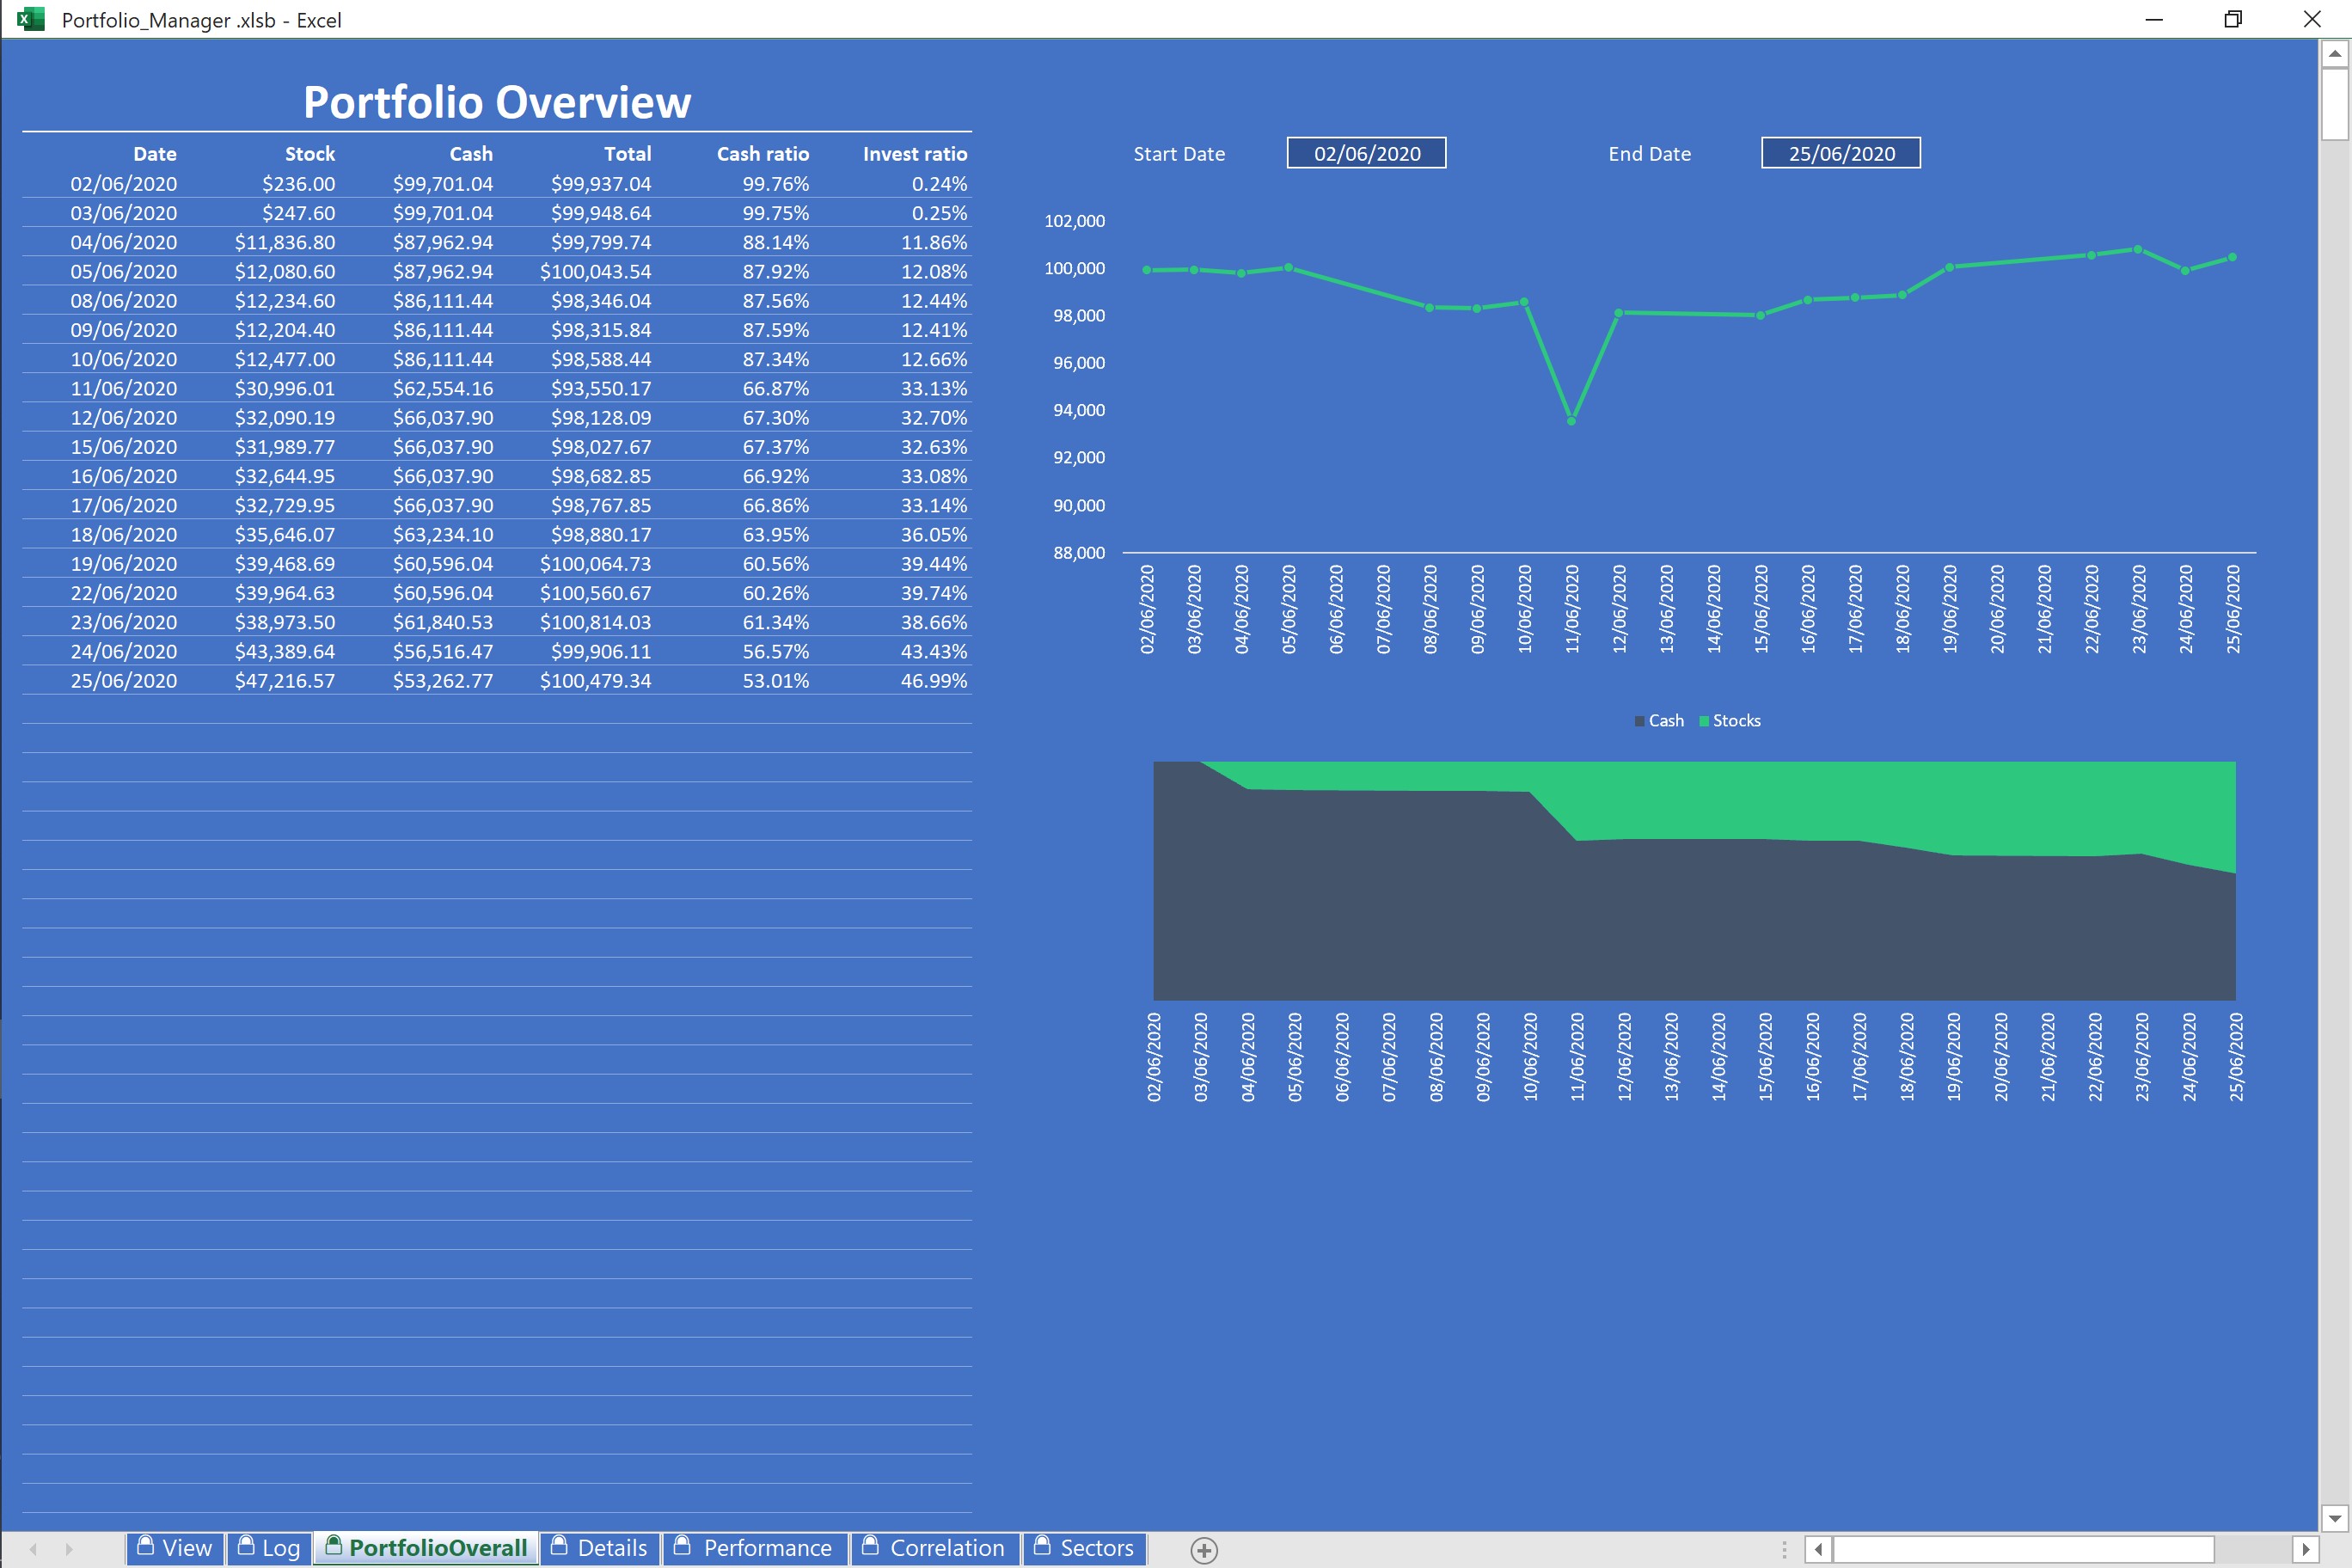 Portfolio_Manager .xlsb - Excel
Portfolio Overview
Date Stock Cash Total Cash ratio Invest ratio
02/06/2020 $236.00 $99,701.04 $99,937.04 99.76% 0.24%
03/06/2020 $247.60 $99,701.04 $99,948.64 99.75% 0.25%
04/06/2020 $11,836.80 $87,962.94 $99,799.74 88.14% 11.86%
05/06/2020 $12,080.60 $87,962.94 $100,043.54 87.92% 12.08%
08/06/2020 $12,234.60 $86,111.44 $98,346.04 87.56% 12.44%
09/06/2020 $12,204.40 $86,111.44 $98,315.84 87.59% 12.41%
10/06/2020 $12,477.00 $86,111.44 $98,588.44 87.34% 12.66%
11/06/2020 $30,996.01 $62,554.16 $93,550.17 66.87% 33.13%
12/06/2020 $32,090.19 $66,037.90 $98,128.09 67.30% 32.70%
15/06/2020 $31,989.77 $66,037.90 $98,027.67 67.37% 32.63%
16/06/2020 $32,644.95 $66,037.90 $98,682.85 66.92% 33.08%
17/06/2020 $32,729.95 $66,037.90 $98,767.85 66.86% 33.14%
18/06/2020 $35,646.07 $63,234.10 $98,880.17 63.95% 36.05%
19/06/2020 $39,468.69 $60,596.04 $100,064.73 60.56% 39.44%
22/06/2020 $39,964.63 $60,596.04 $100,560.67 60.26% 39.74%
23/06/2020 $38,973.50 $61,840.53 $100,814.03 61.34% 38.66%
24/06/2020 $43,389.64 $56,516.47 $99,906.11 56.57% 43.43%
25/06/2020 $47,216.57 $53,262.77 $100,479.34 53.01% 46.99%
Start Date 02/06/2020 End Date 25/06/2020
102,000
100,000
98,000
96,000
94,000
92,000
90,000
88,000
02/06/2020 03/06/2020 04/06/2020 05/06/2020 06/06/2020 07/06/2020 08/06/2020 09/06/2020 10/06/2020 11/06/2020 12/06/2020 13/06/2020 14/06/2020 15/06/2020 16/06/2020 17/06/2020 18/06/2020 19/06/2020 20/06/2020 21/06/2020 22/06/2020 23/06/2020 24/06/2020 25/06/2020
Cash Stocks
02/06/2020 03/06/2020 04/06/2020 05/06/2020 06/06/2020 07/06/2020 08/06/2020 09/06/2020 10/06/2020 11/06/2020 12/06/2020 13/06/2020 14/06/2020 15/06/2020 16/06/2020 17/06/2020 18/06/2020 19/06/2020 20/06/2020 21/06/2020 22/06/2020 23/06/2020 24/06/2020 25/06/2020
View Log PortfolioOverall Details Performance Correlation Sectors